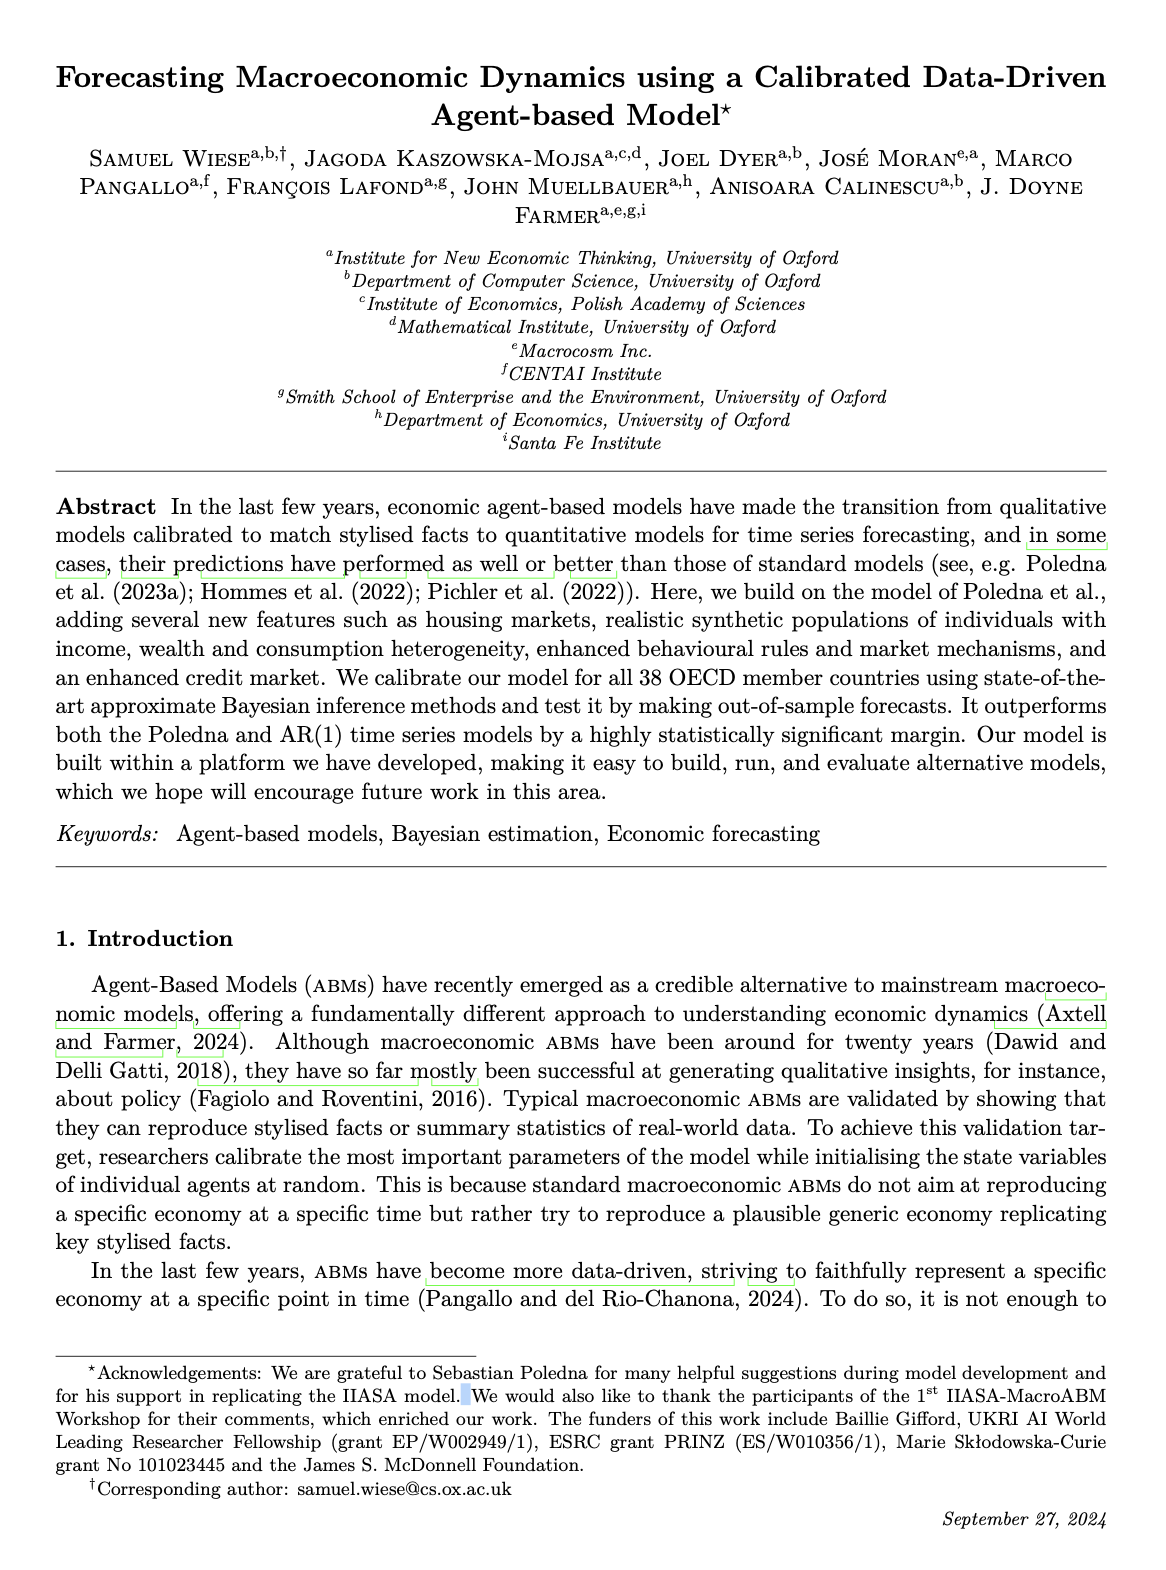 Forecasting Macroeconomic Dynamics using a Calibrated Data-Driven
Agent-based Model⋆
Samuel Wiese^a,b,†, Jagoda Kaszowska-Mojsa^a,c,d, Joel Dyer^a,b, José Moran^e,a, Marco
Pangallo^a,f, François Lafond^a,g, John Muellbauer^a,h, Anisoara Calinescu^a,b, J. Doyne
Farmer^a,e,g,i
^a Institute for New Economic Thinking, University of Oxford
^b Department of Computer Science, University of Oxford
^c Institute of Economics, Polish Academy of Sciences
^d Mathematical Institute, University of Oxford
^e Macrocosm Inc.
^f CENTAI Institute
^g Smith School of Enterprise and the Environment, University of Oxford
^h Department of Economics, University of Oxford
^i Santa Fe Institute
Abstract In the last few years, economic agent-based models have made the transition from qualitative
models calibrated to match stylised facts to quantitative models for time series forecasting, and in some
cases, their predictions have performed as well or better than those of standard models (see, e.g. Poledna
et al. (2023a); Hommes et al. (2022); Pichler et al. (2022)). Here, we build on the model of Poledna et al.,
adding several new features such as housing markets, realistic synthetic populations of individuals with
income, wealth and consumption heterogeneity, enhanced behavioural rules and market mechanisms, and
an enhanced credit market. We calibrate our model for all 38 OECD member countries using state-of-the-
art approximate Bayesian inference methods and test it by making out-of-sample forecasts. It outperforms
both the Poledna and AR(1) time series models by a highly statistically significant margin. Our model is
built within a platform we have developed, making it easy to build, run, and evaluate alternative models,
which we hope will encourage future work in this area.
Keywords: Agent-based models, Bayesian estimation, Economic forecasting
1. Introduction
Agent-Based Models (ABMs) have recently emerged as a credible alternative to mainstream macroeco-
nomic models, offering a fundamentally different approach to understanding economic dynamics (Axtell
and Farmer, 2024). Although macroeconomic ABMs have been around for twenty years (Dawid and
Delli Gatti, 2018), they have so far mostly been successful at generating qualitative insights, for instance,
about policy (Fagiolo and Roventini, 2016). Typical macroeconomic ABMs are validated by showing that
they can reproduce stylised facts or summary statistics of real-world data. To achieve this validation tar-
get, researchers calibrate the most important parameters of the model while initialising the state variables
of individual agents at random. This is because standard macroeconomic ABMs do not aim at reproducing
a specific economy at a specific time but rather try to reproduce a plausible generic economy replicating
key stylised facts.
In the last few years, ABMs have become more data-driven, striving to faithfully represent a specific
economy at a specific point in time (Pangallo and del Rio-Chanona, 2024). To do so, it is not enough to
⋆Acknowledgements: We are grateful to Sebastian Poledna for many helpful suggestions during model development and
for his support in replicating the IIASA model. We would also like to thank the participants of the 1st IIASA-MacroABM
Workshop for their comments, which enriched our work. The funders of this work include Baillie Gifford, UKRI AI World
Leading Researcher Fellowship (grant EP/W002949/1), ESRC grant PRINZ (ES/W010356/1), Marie Skłodowska-Curie
grant No 101023445 and the James S. McDonnell Foundation.
†Corresponding author: samuel.wiese@cs.ox.ac.uk
September 27, 2024